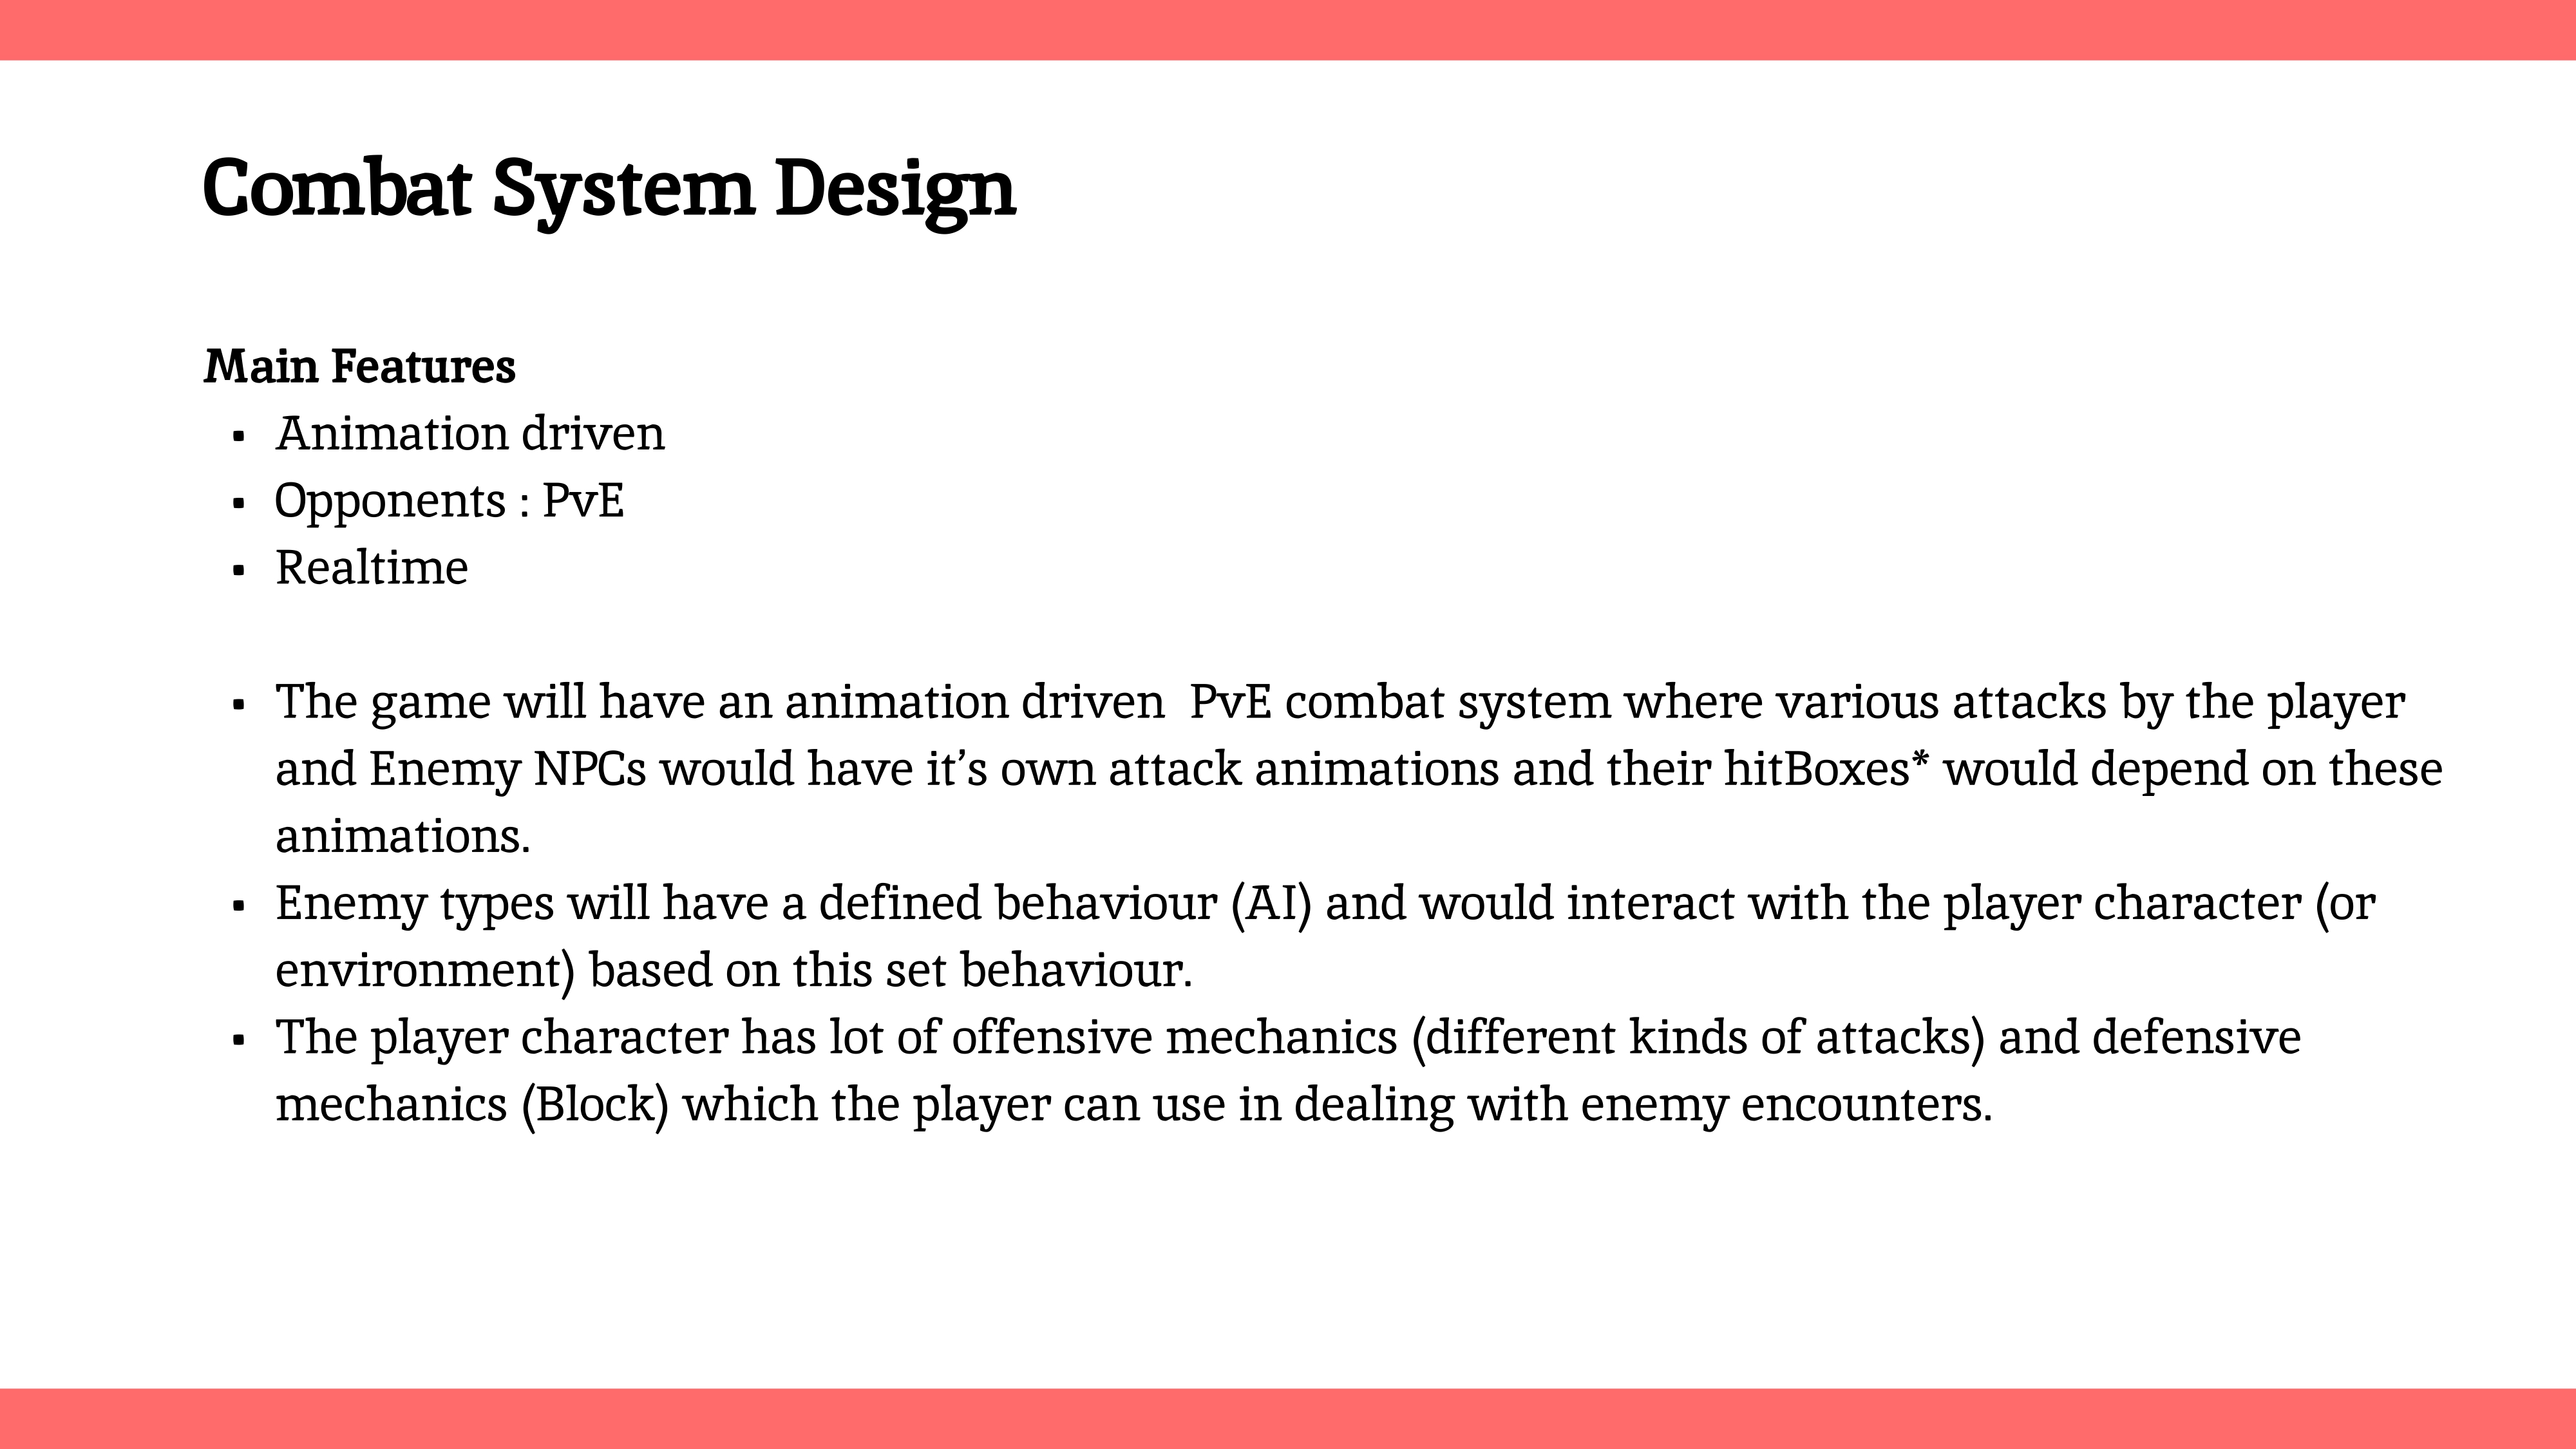 Combat System Design
Main Features
▪ Animation driven
▪ Opponents : PvE
▪ Realtime
▪ The game will have an animation driven  PvE combat system where various attacks by the player
and Enemy NPCs would have it’s own attack animations and their hitBoxes* would depend on these
animations.
▪ Enemy types will have a defined behaviour (AI) and would interact with the player character (or
environment) based on this set behaviour.
▪ The player character has lot of offensive mechanics (different kinds of attacks) and defensive
mechanics (Block) which the player can use in dealing with enemy encounters.